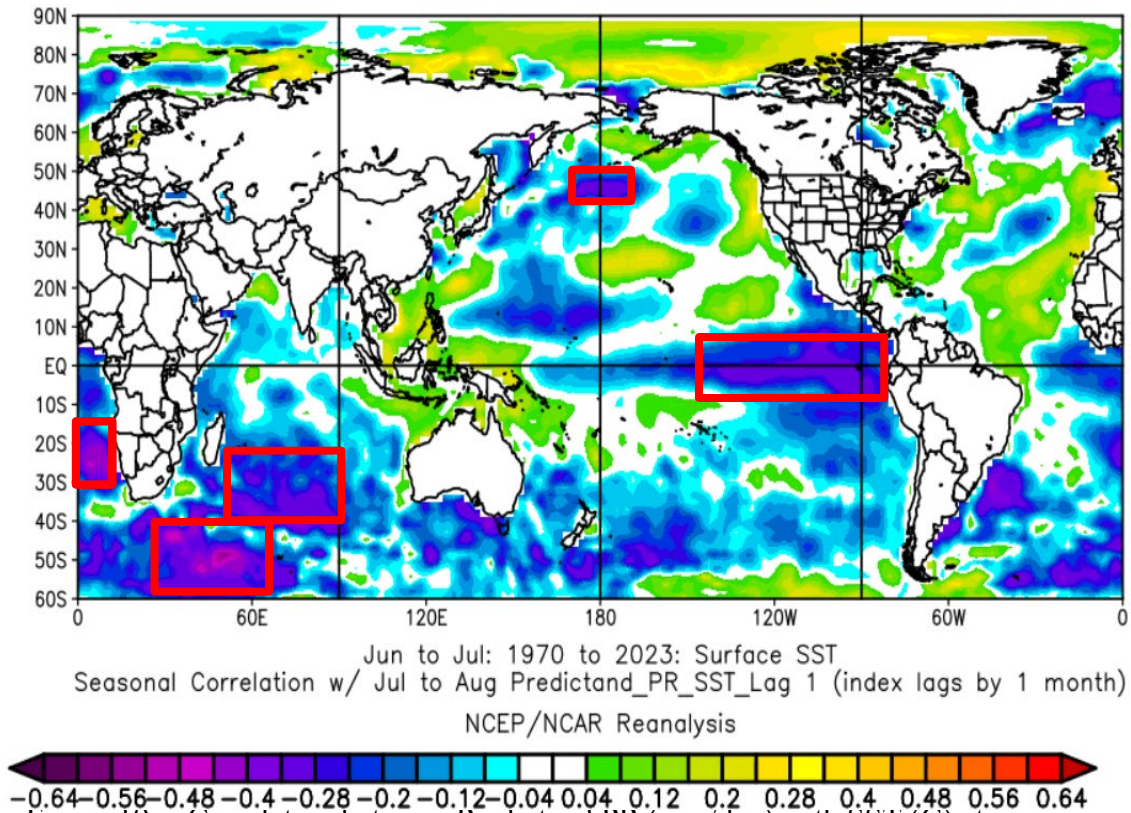 90N
80N
70N
60N
50N
40N
30N
20N
10N
EQ
10S
20S
30S
40S
50S
60S
0 60E 120E 180 120W 60W 0
Jun to Jul: 1970 to 2023: Surface SST
Seasonal Correlation w/ Jul to Aug Predictand_PR_SST_Lag 1 (index lags by 1 month)
NCEP/NCAR Reanalysis
-0.64 -0.56 -0.48 -0.4 -0.28 -0.2 -0.12 -0.04 0.04 0.12 0.2 0.28 0.4 0.48 0.56 0.64